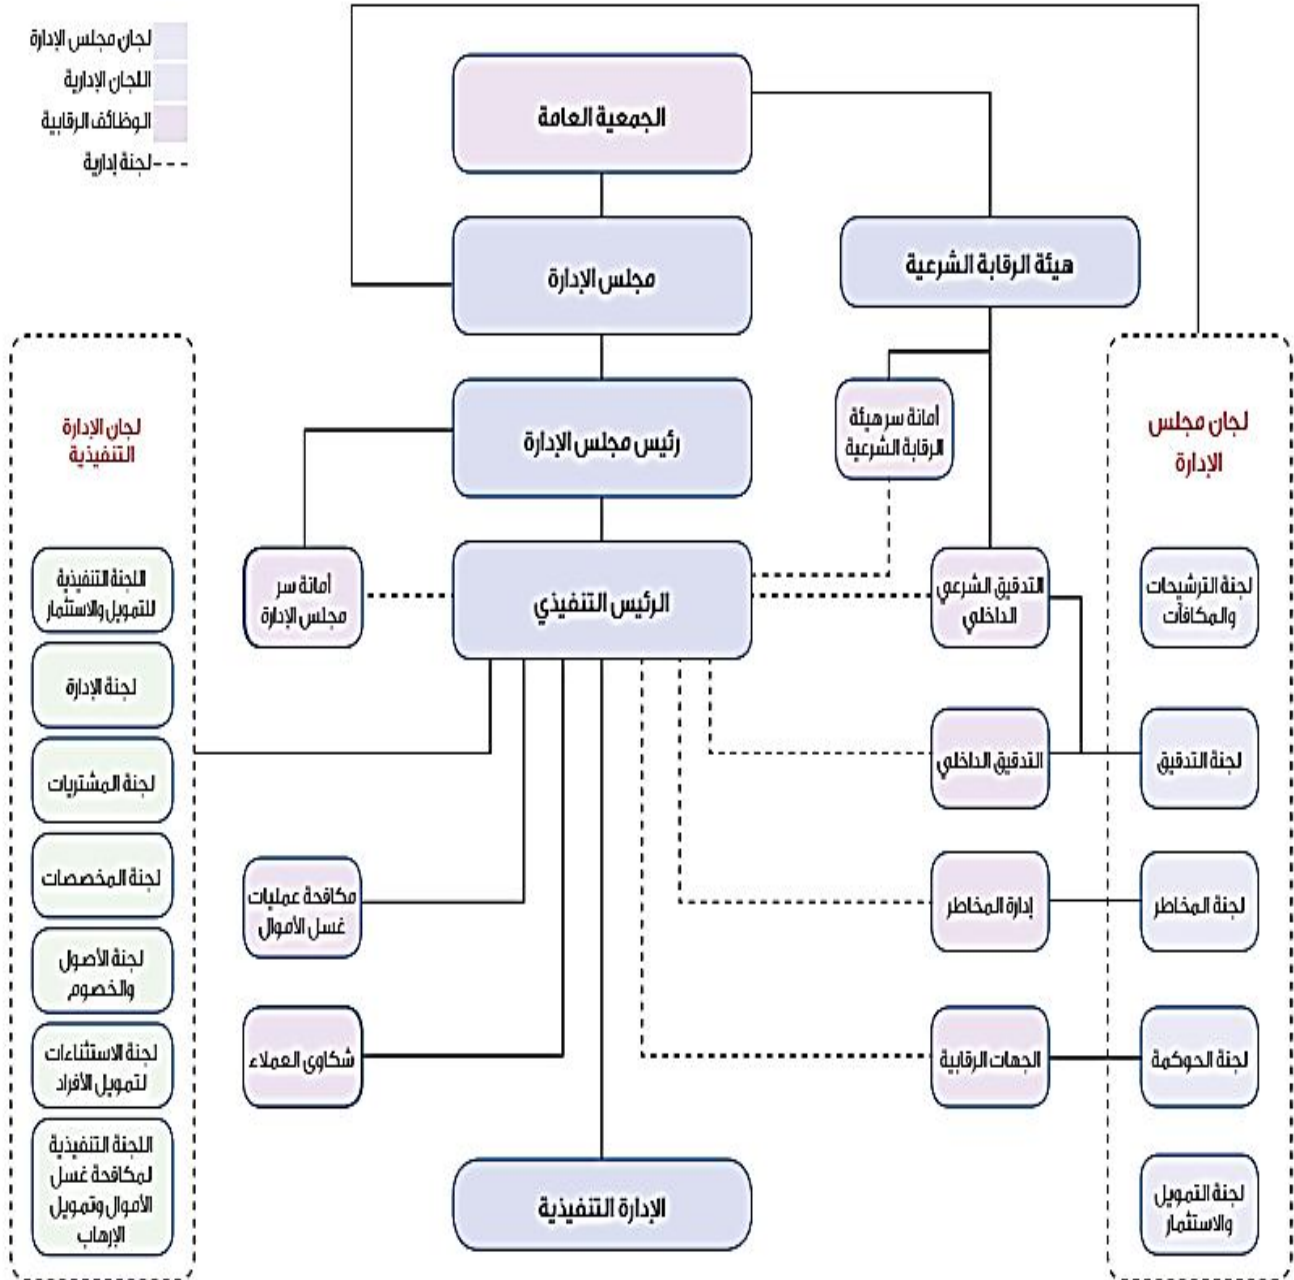 لجان مجلس الإدارة
اللجان الإدارية
الوظائف الرقابية
لجنة إدارية
الجمعية العامة
مجلس الإدارة
هيئة الرقابة الشرعية
رئيس مجلس الإدارة
أمانة سر هيئة
الرقابة الشرعية
الرئيس التنفيذي
أمانة سر
مجلس الإدارة
التدقيق الشرعي
الداخلي
التدقيق الداخلي
إدارة المخاطر
الجهات الرقابية
مكافحة عمليات
غسل الأموال
شكاوى العملاء
الإدارة التنفيذية
لجان مجلس
الإدارة
لجنة الترشيحات
والمكافآت
لجنة التدقيق
لجنة المخاطر
لجنة الحوكمة
لجنة التمويل
والاستثمار
لجان الإدارة
التنفيذية
اللجنة التنفيذية
للتمويل والاستثمار
لجنة الإدارة
لجنة المشتريات
لجنة المخصصات
لجنة الأصول
والخصوم
لجنة الاستثناءات
لتمويل الأفراد
اللجنة التنفيذية
لمكافحة غسل
الأموال وتمويل
الإرهاب